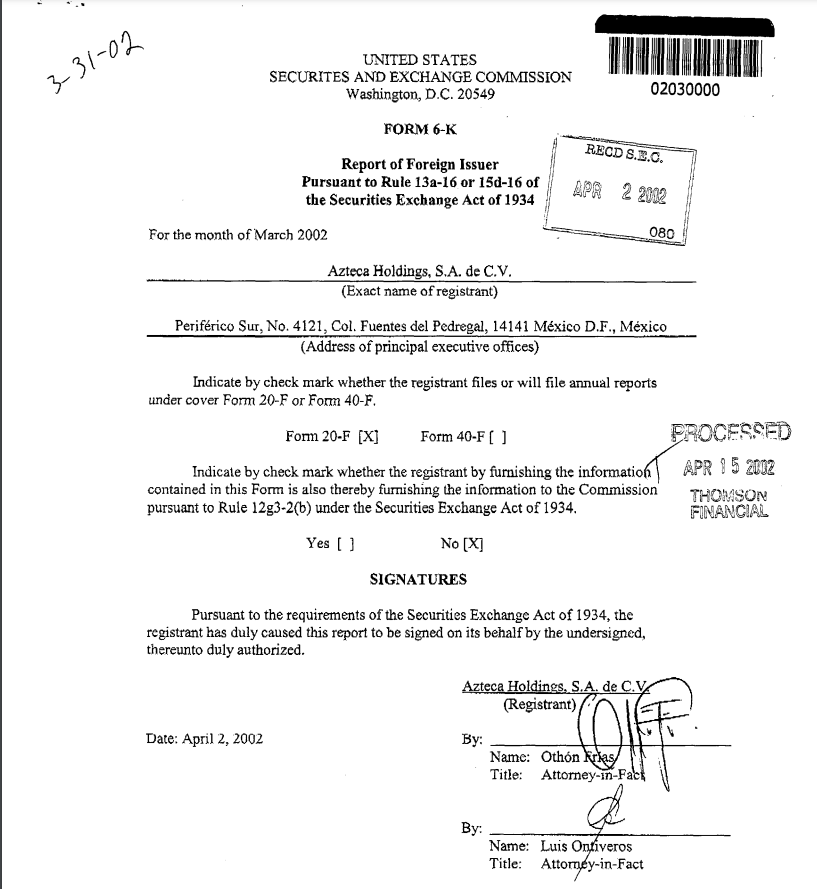 3-31-02
UNITED STATES
SECURITES AND EXCHANGE COMMISSION
Washington, D.C. 20549
02030000
FORM 6-K
Report of Foreign Issuer
Pursuant to Rule 13a-16 or 15d-16 of
the Securities Exchange Act of 1934
RECD S.E.C.
APR 2 2002
080
For the month of March 2002
Azteca Holdings, S.A. de C.V.
(Exact name of registrant)
Periférico Sur, No. 4121, Col. Fuentes del Pedregal, 14141 México D.F., México
(Address of principal executive offices)
Indicate by check mark whether the registrant files or will file annual reports
under cover Form 20-F or Form 40-F.
Form 20-F [X] Form 40-F [ ]
PROCESSED
APR 15 2002
THOMSON
FINANCIAL
Indicate by check mark whether the registrant by furnishing the information
contained in this Form is also thereby furnishing the information to the Commission
pursuant to Rule 12g3-2(b) under the Securities Exchange Act of 1934.
Yes [ ] No [X]
SIGNATURES
Pursuant to the requirements of the Securities Exchange Act of 1934, the
registrant has duly caused this report to be signed on its behalf by the undersigned,
thereunto duly authorized.
Azteca Holdings, S.A. de C.V.
(Registrant)
Date: April 2, 2002
By:
Name: Othón Frias
Title: Attorney-in-Fact
By:
Name: Luis Ontiveros
Title: Attorney-in-Fact